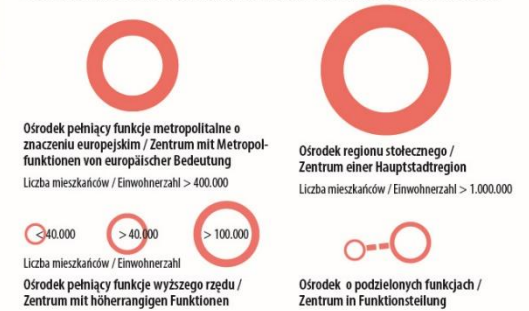 Ośrodek pełniący funkcje metropolitalne o
znaczeniu europejskim / Zentrum mit Metropol-
funktionen von europäischer Bedeutung
Liczba mieszkańców / Einwohnerzahl > 400.000
Ośrodek regionu stołecznego /
Zentrum einer Hauptstadtregion
Liczba mieszkańców / Einwohnerzahl > 1.000.000
<40.000 >40.000 > 100.000
Liczba mieszkańców / Einwohnerzahl
Ośrodek pełniący funkcje wyższego rzędu /
Zentrum mit höherrangigen Funktionen
Ośrodek o podzielonych funkcjach /
Zentrum in Funktionsteilung